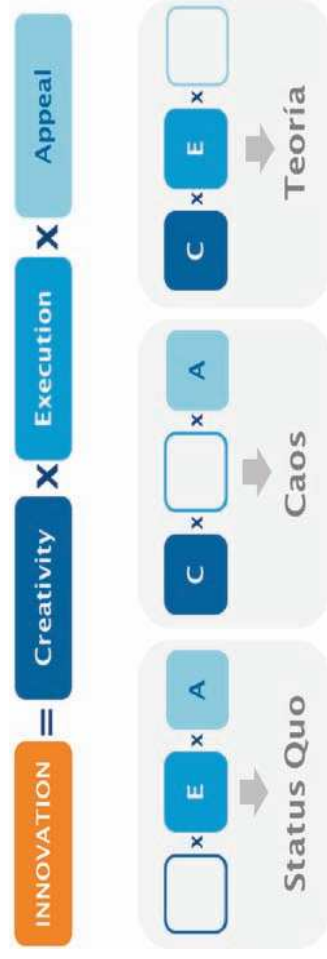 INNOVATION = Creativity x Execution x Appeal
x E x A
Status Quo
C x x A
Caos
C x E x
Teoría